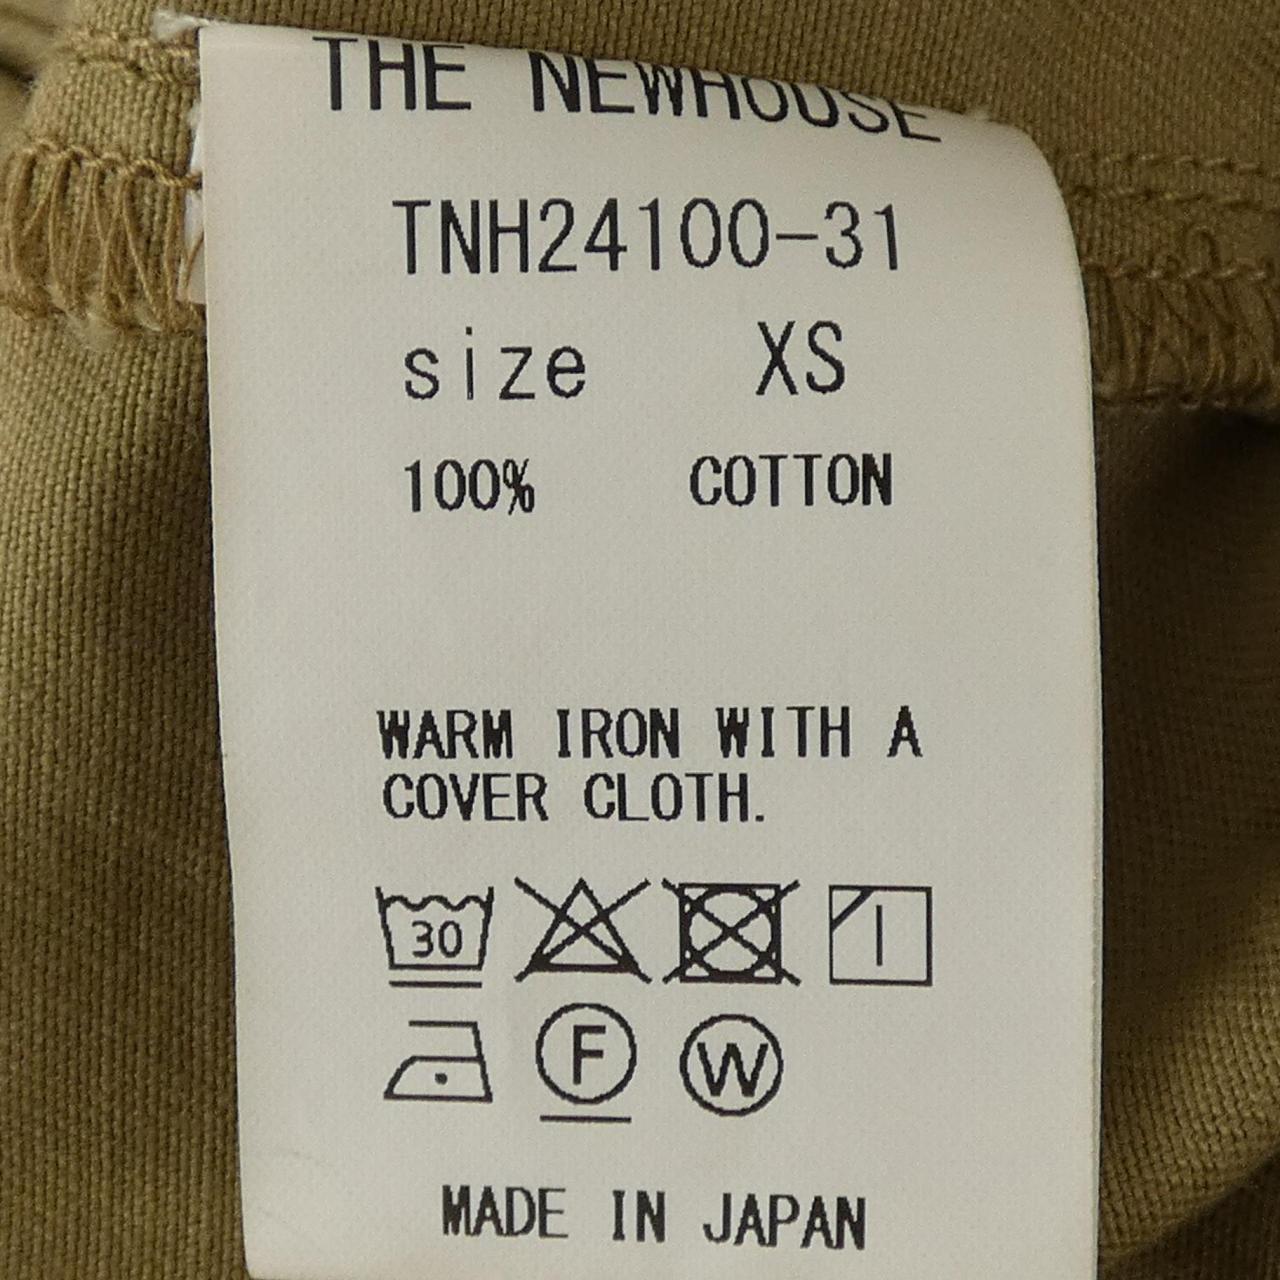 THE NEWHOUSE
TNH24100-31
size XS
100% COTTON
WARM IRON WITH A
COVER CLOTH.
30
F W
MADE IN JAPAN